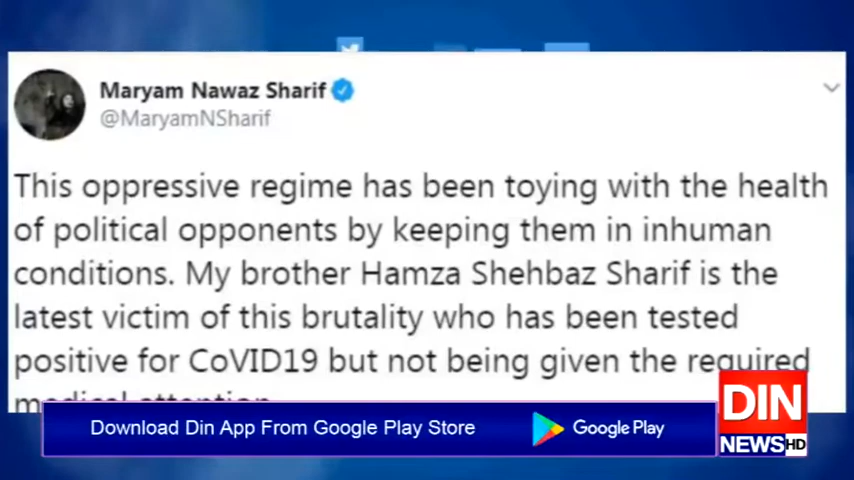 Maryam Nawaz Sharif
@MaryamNSharif
This oppressive regime has been toying with the health
of political opponents by keeping them in inhuman
conditions. My brother Hamza Shehbaz Sharif is the
latest victim of this brutality who has been tested
positive for CoVID19 but not being given the required
medical attention
Download Din App From Google Play Store
Google Play
DIN
NEWS HD